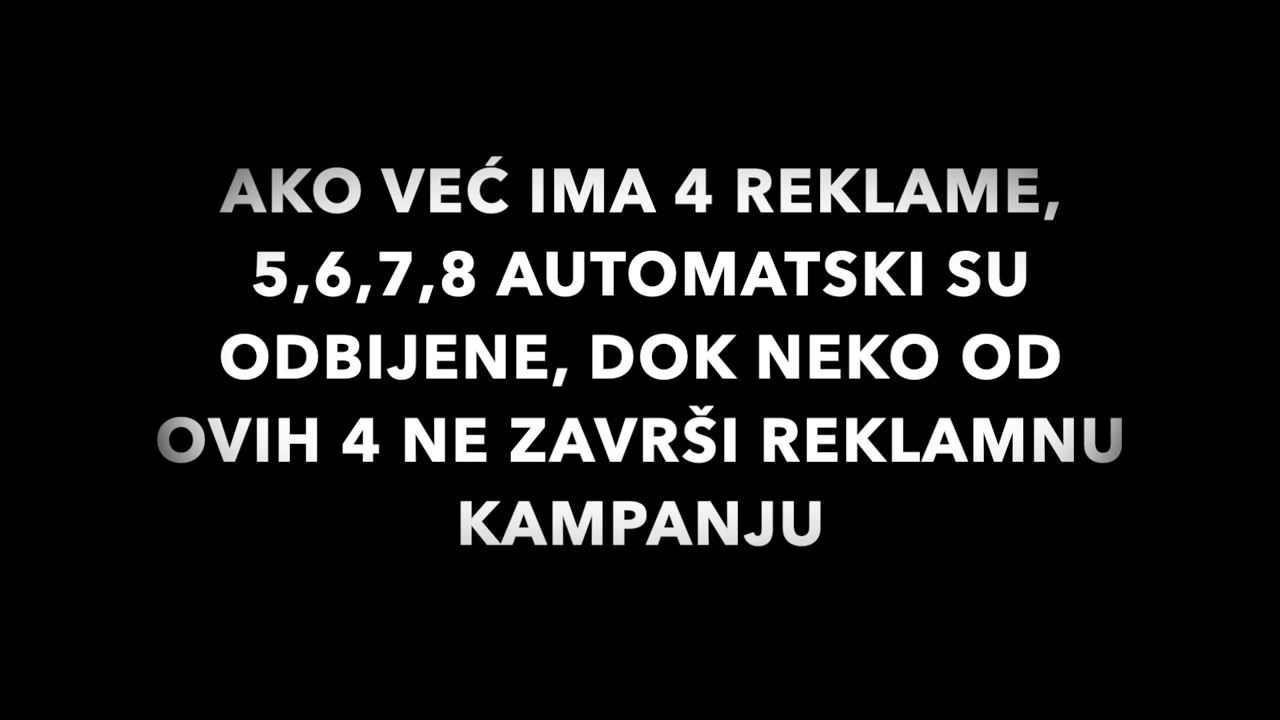 AKO VEĆ IMA 4 REKLAME,
5,6,7,8 AUTOMATSKI SU
ODBIJENE, DOK NEKO OD
OVIH 4 NE ZAVRŠI REKLAMNU
KAMPANJU